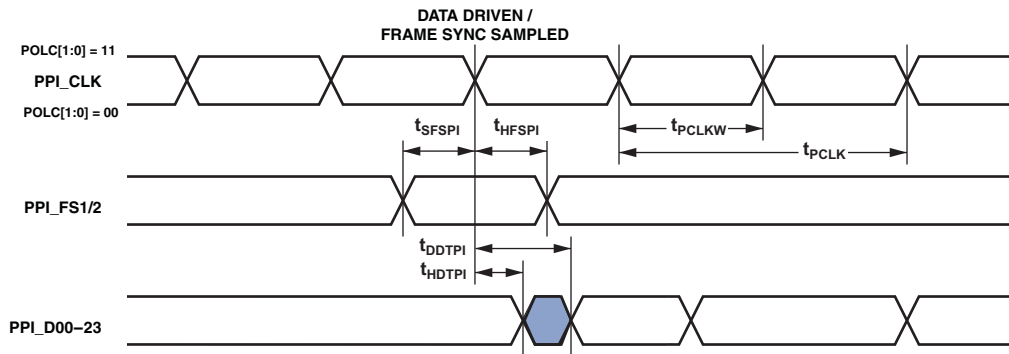 DATA DRIVEN /
FRAME SYNC SAMPLED
POLC[1:0] = 11
PPI_CLK
POLC[1:0] = 00
tSFSPI
tHFSPI
tPCLKW
tPCLK
PPI_FS1/2
tDDTPI
tHDTPI
PPI_D00–23